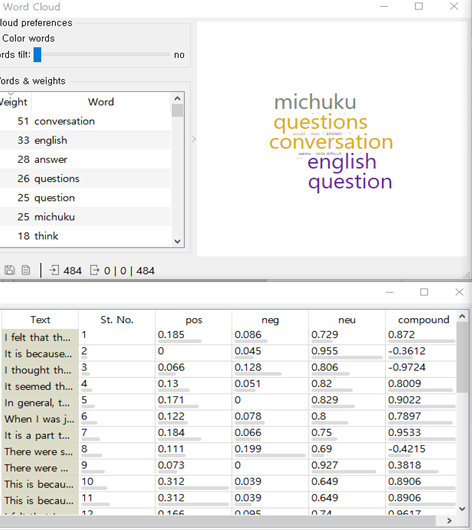 Word Cloud
loud preferences
Color words
ords tilt: no
Words & weights
Weight Word
51 conversation
33 english
28 answer
26 questions
25 question
25 michuku
18 think
michuku
questions
conversation
english
question
484 0 | 0 | 484
Text St. No. pos neg neu compound
I felt that th... 1 0.185 0.086 0.729 0.872
It is because... 2 0 0.045 0.955 -0.3612
I thought th... 3 0.066 0.128 0.806 -0.9724
It seemed th... 4 0.13 0.051 0.82 0.8009
In general, t... 5 0.171 0 0.829 0.9022
When I was j... 6 0.122 0.078 0.8 0.7897
It is a part t... 7 0.184 0.066 0.75 0.9533
There were s... 8 0.111 0.199 0.69 -0.4215
There were ... 9 0.073 0 0.927 0.3818
This is becau... 10 0.312 0.039 0.649 0.8906
This is becau... 11 0.312 0.039 0.649 0.8906
I felt that I... 12 0.166 0.095 0.74 0.9617